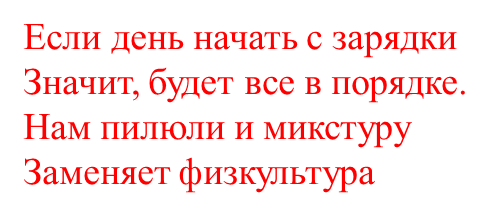 Если день начать с зарядки
Значит, будет все в порядке.
Нам пилюли и микстуру
Заменяет физкультура